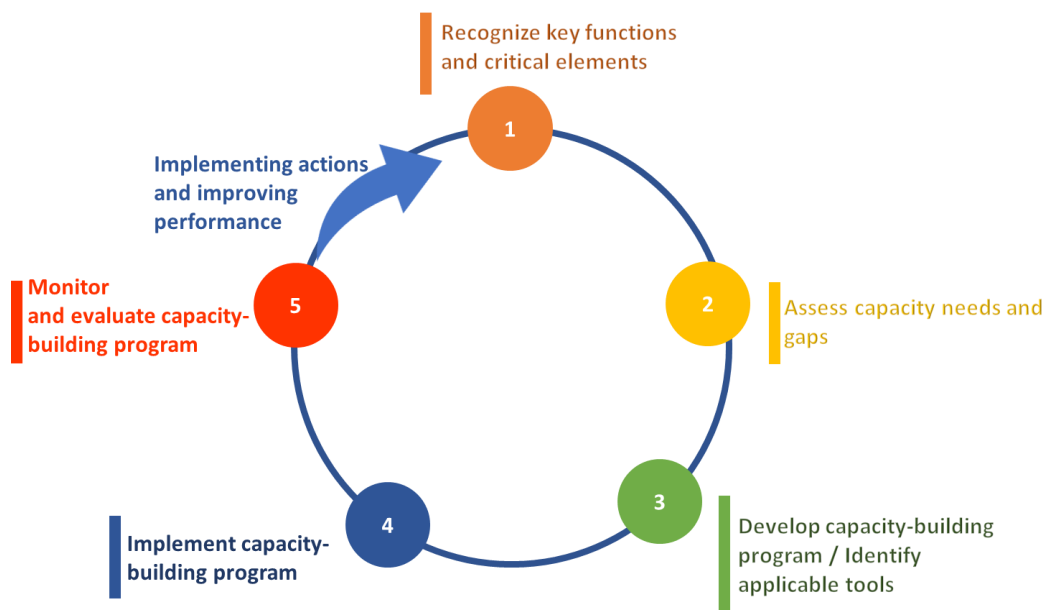 Recognize key functions
and critical elements
1
Implementing actions
and improving
performance
Monitor
and evaluate capacity-
building program
5
2
Assess capacity needs and
gaps
3
Develop capacity-building
program / Identify
applicable tools
4
Implement capacity-
building program